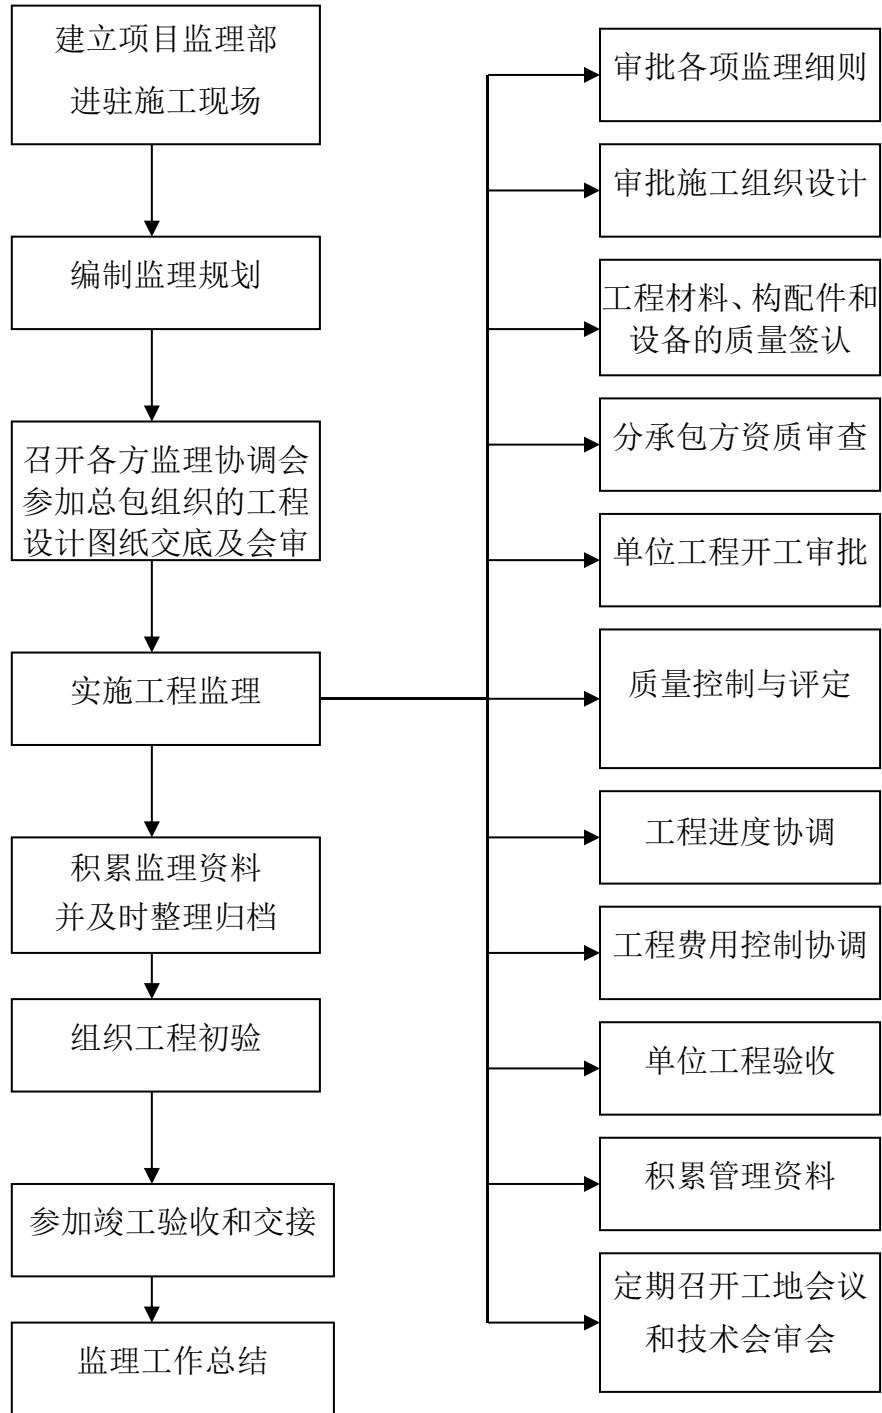 建立项目监理部
进驻施工现场
编制监理规划
召开各方监理协调会
参加总包组织的工程
设计图纸交底及会审
实施工程监理
积累监理资料
并及时整理归档
组织工程初验
参加竣工验收和交接
监理工作总结
审批各项监理细则
审批施工组织设计
工程材料、构配件和
设备的质量签认
分承包方资质审查
单位工程开工审批
质量控制与评定
工程进度协调
工程费用控制协调
单位工程验收
积累管理资料
定期召开工地会议
和技术会审会